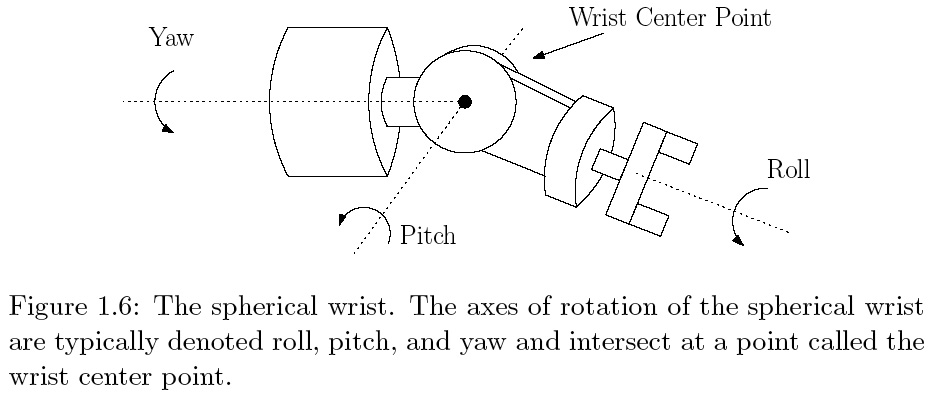 Wrist Center Point
Yaw
Roll
Pitch
Figure 1.6: The spherical wrist. The axes of rotation of the spherical wrist
are typically denoted roll, pitch, and yaw and intersect at a point called the
wrist center point.